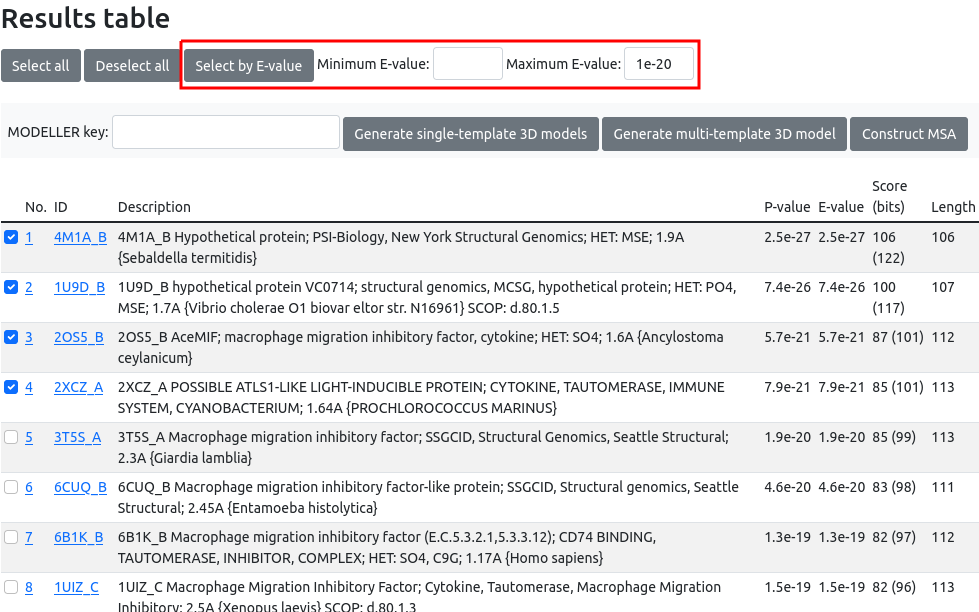 Results table
Select all Deselect all Select by E-value Minimum E-value: Maximum E-value: 1e-20
MODELLER key: Generate single-template 3D models Generate multi-template 3D model Construct MSA
Score
No. ID Description P-value E-value (bits) Length
1 4M1A_B 4M1A_B Hypothetical protein; PSI-Biology, New York Structural Genomics; HET: MSE; 1.9A 2.5e-27 2.5e-27 106 106
{Sebaldella termitidis} (122)
2 1U9D_B 1U9D_B hypothetical protein VC0714; structural genomics, MCSG, hypothetical protein; HET: PO4, 7.4e-26 7.4e-26 100 107
MSE; 1.7A {Vibrio cholerae O1 biovar eltor str. N16961} SCOP: d.80.1.5 (117)
3 2OS5_B 2OS5_B AceMIF; macrophage migration inhibitory factor, cytokine; HET: SO4; 1.6A {Ancylostoma 5.7e-21 5.7e-21 87 (101) 112
ceylanicum}
4 2XCZ_A 2XCZ_A POSSIBLE ATLS1-LIKE LIGHT-INDUCIBLE PROTEIN; CYTOKINE, TAUTOMERASE, IMMUNE 7.9e-21 7.9e-21 85 (101) 113
SYSTEM, CYANOBACTERIUM; 1.64A {PROCHLOROCOCCUS MARINUS}
5 3T5S_A 3T5S_A Macrophage migration inhibitory factor; SSGCID, Structural Genomics, Seattle Structural; 1.9e-20 1.9e-20 85 (99) 113
2.3A {Giardia lamblia}
6 6CUQ_B 6CUQ_B Macrophage migration inhibitory factor-like protein; SSGCID, Structural genomics, Seattle 4.6e-20 4.6e-20 83 (98) 111
Structural; 2.45A {Entamoeba histolytica}
7 6B1K_B 6B1K_B Macrophage migration inhibitory factor (E.C.5.3.2.1,5.3.3.12); CD74 BINDING, 1.3e-19 1.3e-19 82 (97) 112
TAUTOMERASE, INHIBITOR, COMPLEX; HET: SO4, C9G; 1.17A {Homo sapiens}
8 1UIZ_C 1UIZ_C Macrophage Migration Inhibitory Factor; Cytokine, Tautomerase, Macrophage Migration 1.5e-19 1.5e-19 82 (96) 113
Inhibitory; 2.5A {Xenopus laevis} SCOP: d.80.1.3